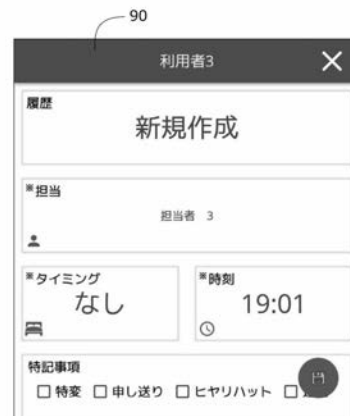 90
利用者3
履歴
新規作成
※担当
担当者 3
※タイミング
なし
※時刻
19:01
特記事項
□ 特変 □ 申し送り □ ヒヤリハット □